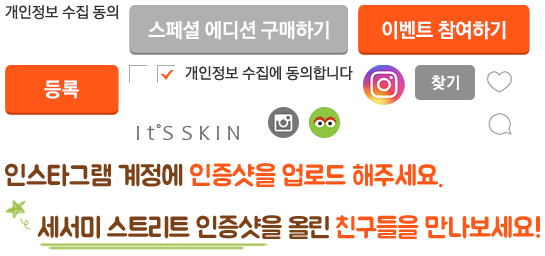 개인정보 수집 동의
스페셜 에디션 구매하기
이벤트 참여하기
등록
개인정보 수집에 동의합니다
찾기
It°S SKIN
인스타그램 계정에 인증샷을 업로드 해주세요.
세서미 스트리트 인증샷을 올린 친구들을 만나보세요!